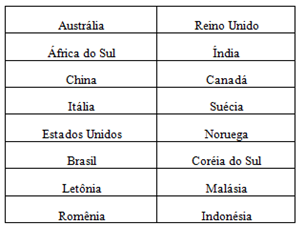 Austrália Reino Unido
África do Sul Índia
China Canadá
Itália Suécia
Estados Unidos Noruega
Brasil Coréia do Sul
Letônia Malásia
Romênia Indonésia